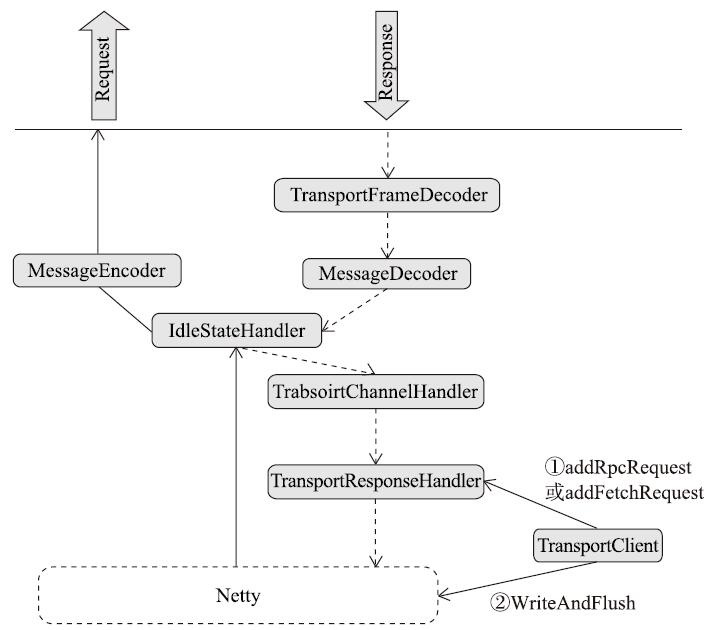 Request
Response
TransportFrameDecoder
MessageEncoder
MessageDecoder
IdleStateHandler
TrabsoirtChannelHandler
①addRpcRequest
或addFetchRequest
TransportResponseHandler
TransportClient
Netty
②WriteAndFlush